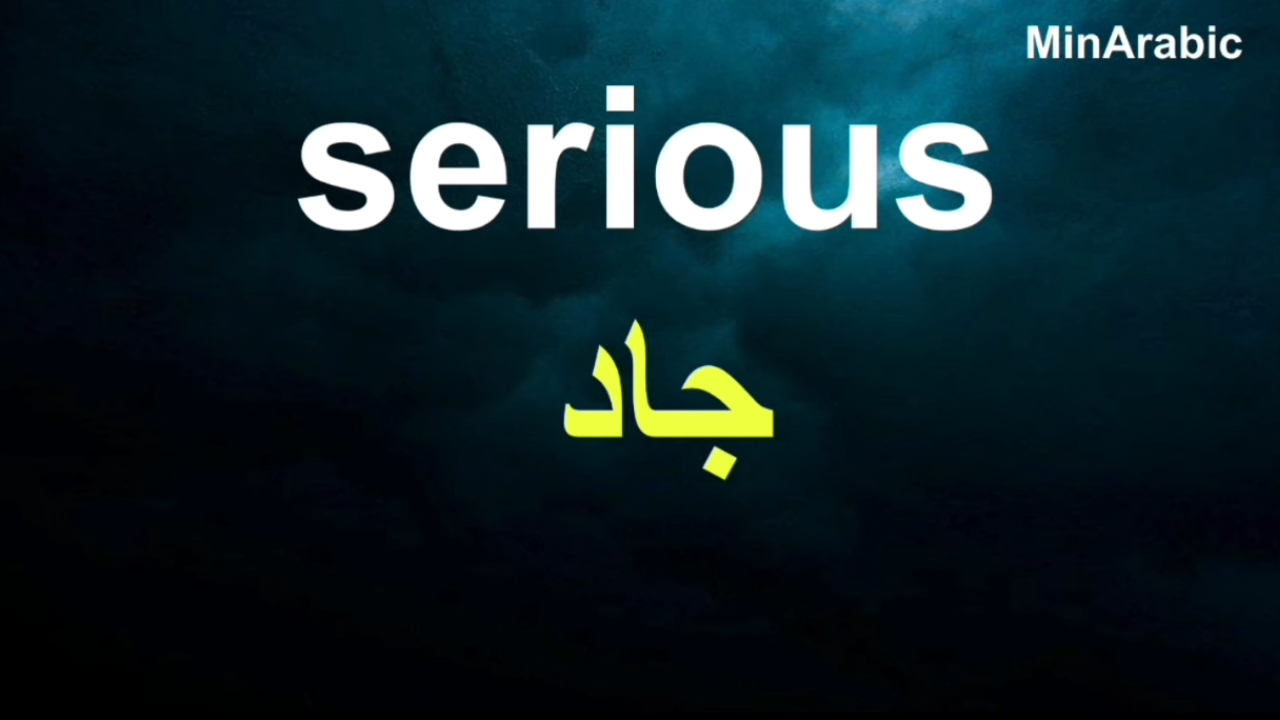 MinArabic
serious
جاد